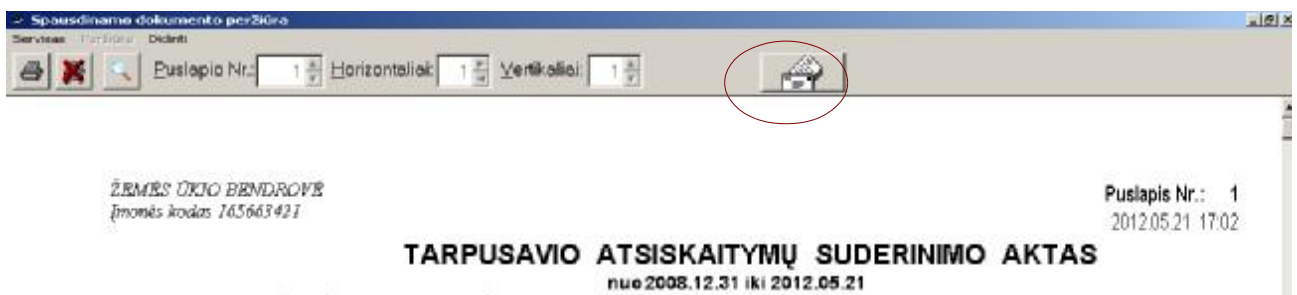 Spausdinamo dokumento peržiūra
Servisas Peržiūra Didinti
Puslapio Nr.: 1 Horizontaliai: 1 Vertikaliai: 1
ŽEMĖS ŪKIO BENDROVĖ
Įmonės kodas 165663421
Puslapis Nr.: 1
2012.05.21 17:02
TARPUSAVIO ATSISKAITYMŲ SUDERINIMO AKTAS
nuo 2008.12.31 iki 2012.05.21